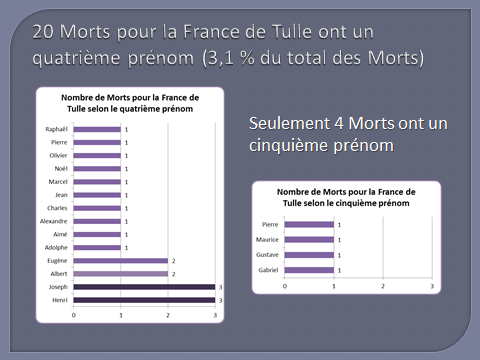 20 Morts pour la France de Tulle ont un
quatrième prénom (3,1 % du total des Morts)
Nombre de Morts pour la France de
Tulle selon le quatrième prénom
Raphaël 1
Pierre 1
Olivier 1
Noël 1
Marcel 1
Jean 1
Charles 1
Alexandre 1
Aimé 1
Adolphe 1
Eugène 2
Albert 2
Joseph 3
Henri 3
0 1 2 3
Seulement 4 Morts ont un
cinquième prénom
Nombre de Morts pour la France de
Tulle selon le cinquième prénom
Pierre 1
Maurice 1
Gustave 1
Gabriel 1
0 1 2 3